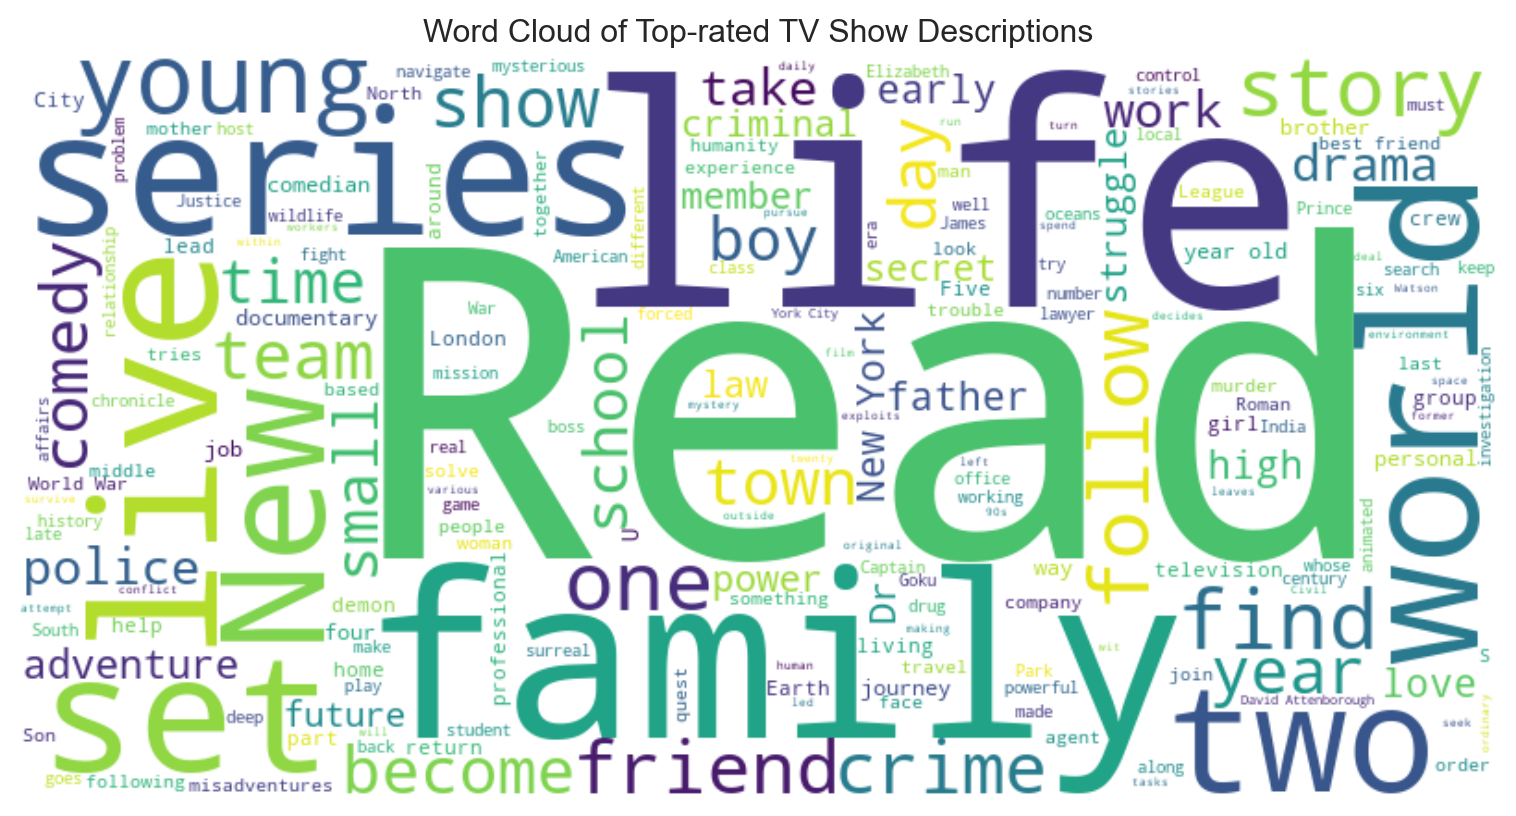 Word Cloud of Top-rated TV Show Descriptions
young
navigate
mysterious
daily
Elizabeth
control
stories
City
North
show
take
early
work
story
must
mother
host
criminal
run
turn
local
brother
problem
series
life
humanity
day
best friend
comedian
together
experience
man
struggle
League
drama
world
Justice
wildlife
around
different
member
pursue
well
James
era
oceans
spend
Prince
crew
workers
within
lead
fight
American
boy
class
look
year old
deal
relationship
comedy
live
time
secret
try
search
keep
Five
number
six
Watson
documentary
War
forced
York City
trouble
lawyer
decides
environment
tries
team
London
school
film
New York
follow
last
mission
law
father
murder
space
group
former
investigation
chronicle
based
Read
mystery
exploits
Roman
girl
India
affairs
New
small
boss
job
real
town
twenty
left
high
personal
middle
solve
office
World War
various
working
leaves
survive
game
90s
history
people
outside
late
woman
U
original
animated
police
one
power
Captain
Goku
way
television
whose
century
civil
conflict
professional
something
Dr
drug
company
find
attempt
demon
family
making
South
help
four
make
surreal
living
wit
S
adventure
home
human
travel
Park
join
year
love
set
play
quest
Earth
journey
powerful
led
face
David Attenborough
deep
future
made
two
seek
ordinary
Son
part
will
student
agent
back
return
goes
following
misadventures
become
friend
crime
along
tasks
order